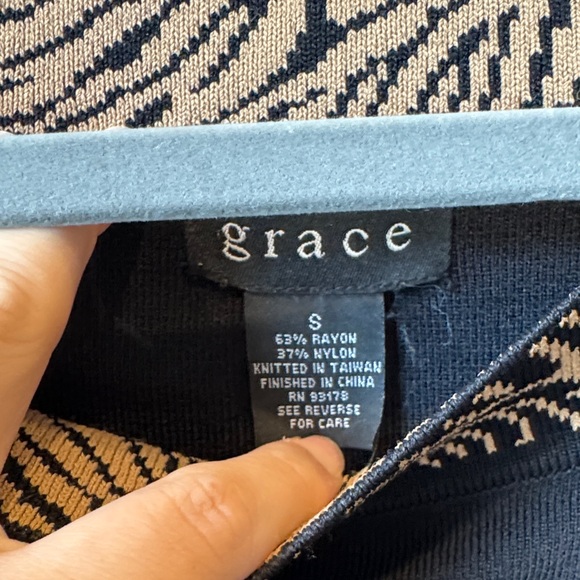 grace
S
63% RAYON
37% NYLON
KNITTED IN TAIWAN
FINISHED IN CHINA
RN 93178
SEE REVERSE
FOR CARE